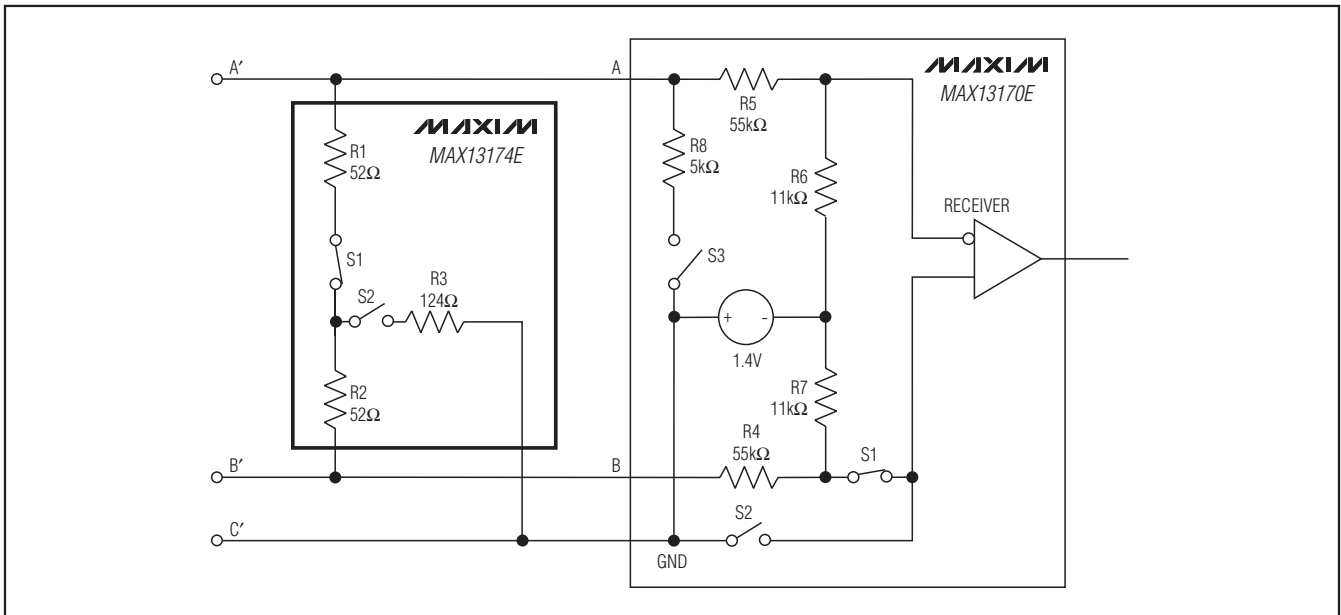 A′
A
MAXIM
MAX13170E
R5
55kΩ
MAXIM
MAX13174E
R1
52Ω
R8
5kΩ
R6
11kΩ
RECEIVER
S1
S3
S2
R3
124Ω
+ -
1.4V
R2
52Ω
R7
11kΩ
R4
55kΩ
S1
B′
B
S2
C′
GND